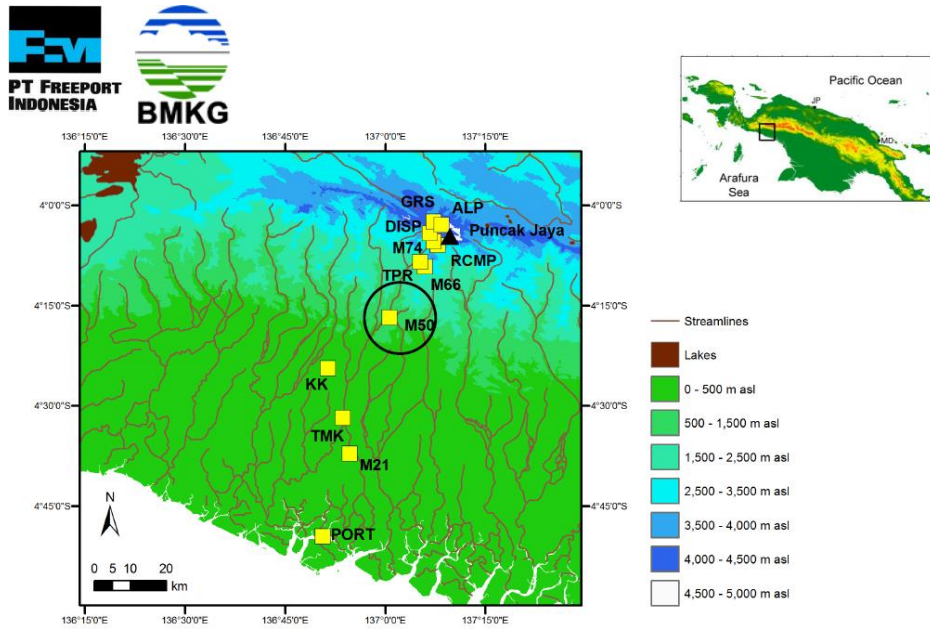 PT FREEPORT
INDONESIA
BMKG
Pacific Ocean
JP
MD
Arafura
Sea
136°15'0"E 136°30'0"E 136°45'0"E 137°0'0"E 137°15'0"E
4°0'0"S
4°15'0"S
4°30'0"S
4°45'0"S
GRS
ALP
DISP
Puncak Jaya
M74
RCMP
TPR
M66
M50
KK
TMK
M21
PORT
N
0 5 10 20
km
4°0'0"S
4°15'0"S
4°30'0"S
4°45'0"S
136°15'0"E 136°30'0"E 136°45'0"E 137°0'0"E 137°15'0"E
Streamlines
Lakes
0 - 500 m asl
500 - 1,500 m asl
1,500 - 2,500 m asl
2,500 - 3,500 m asl
3,500 - 4,000 m asl
4,000 - 4,500 m asl
4,500 - 5,000 m asl